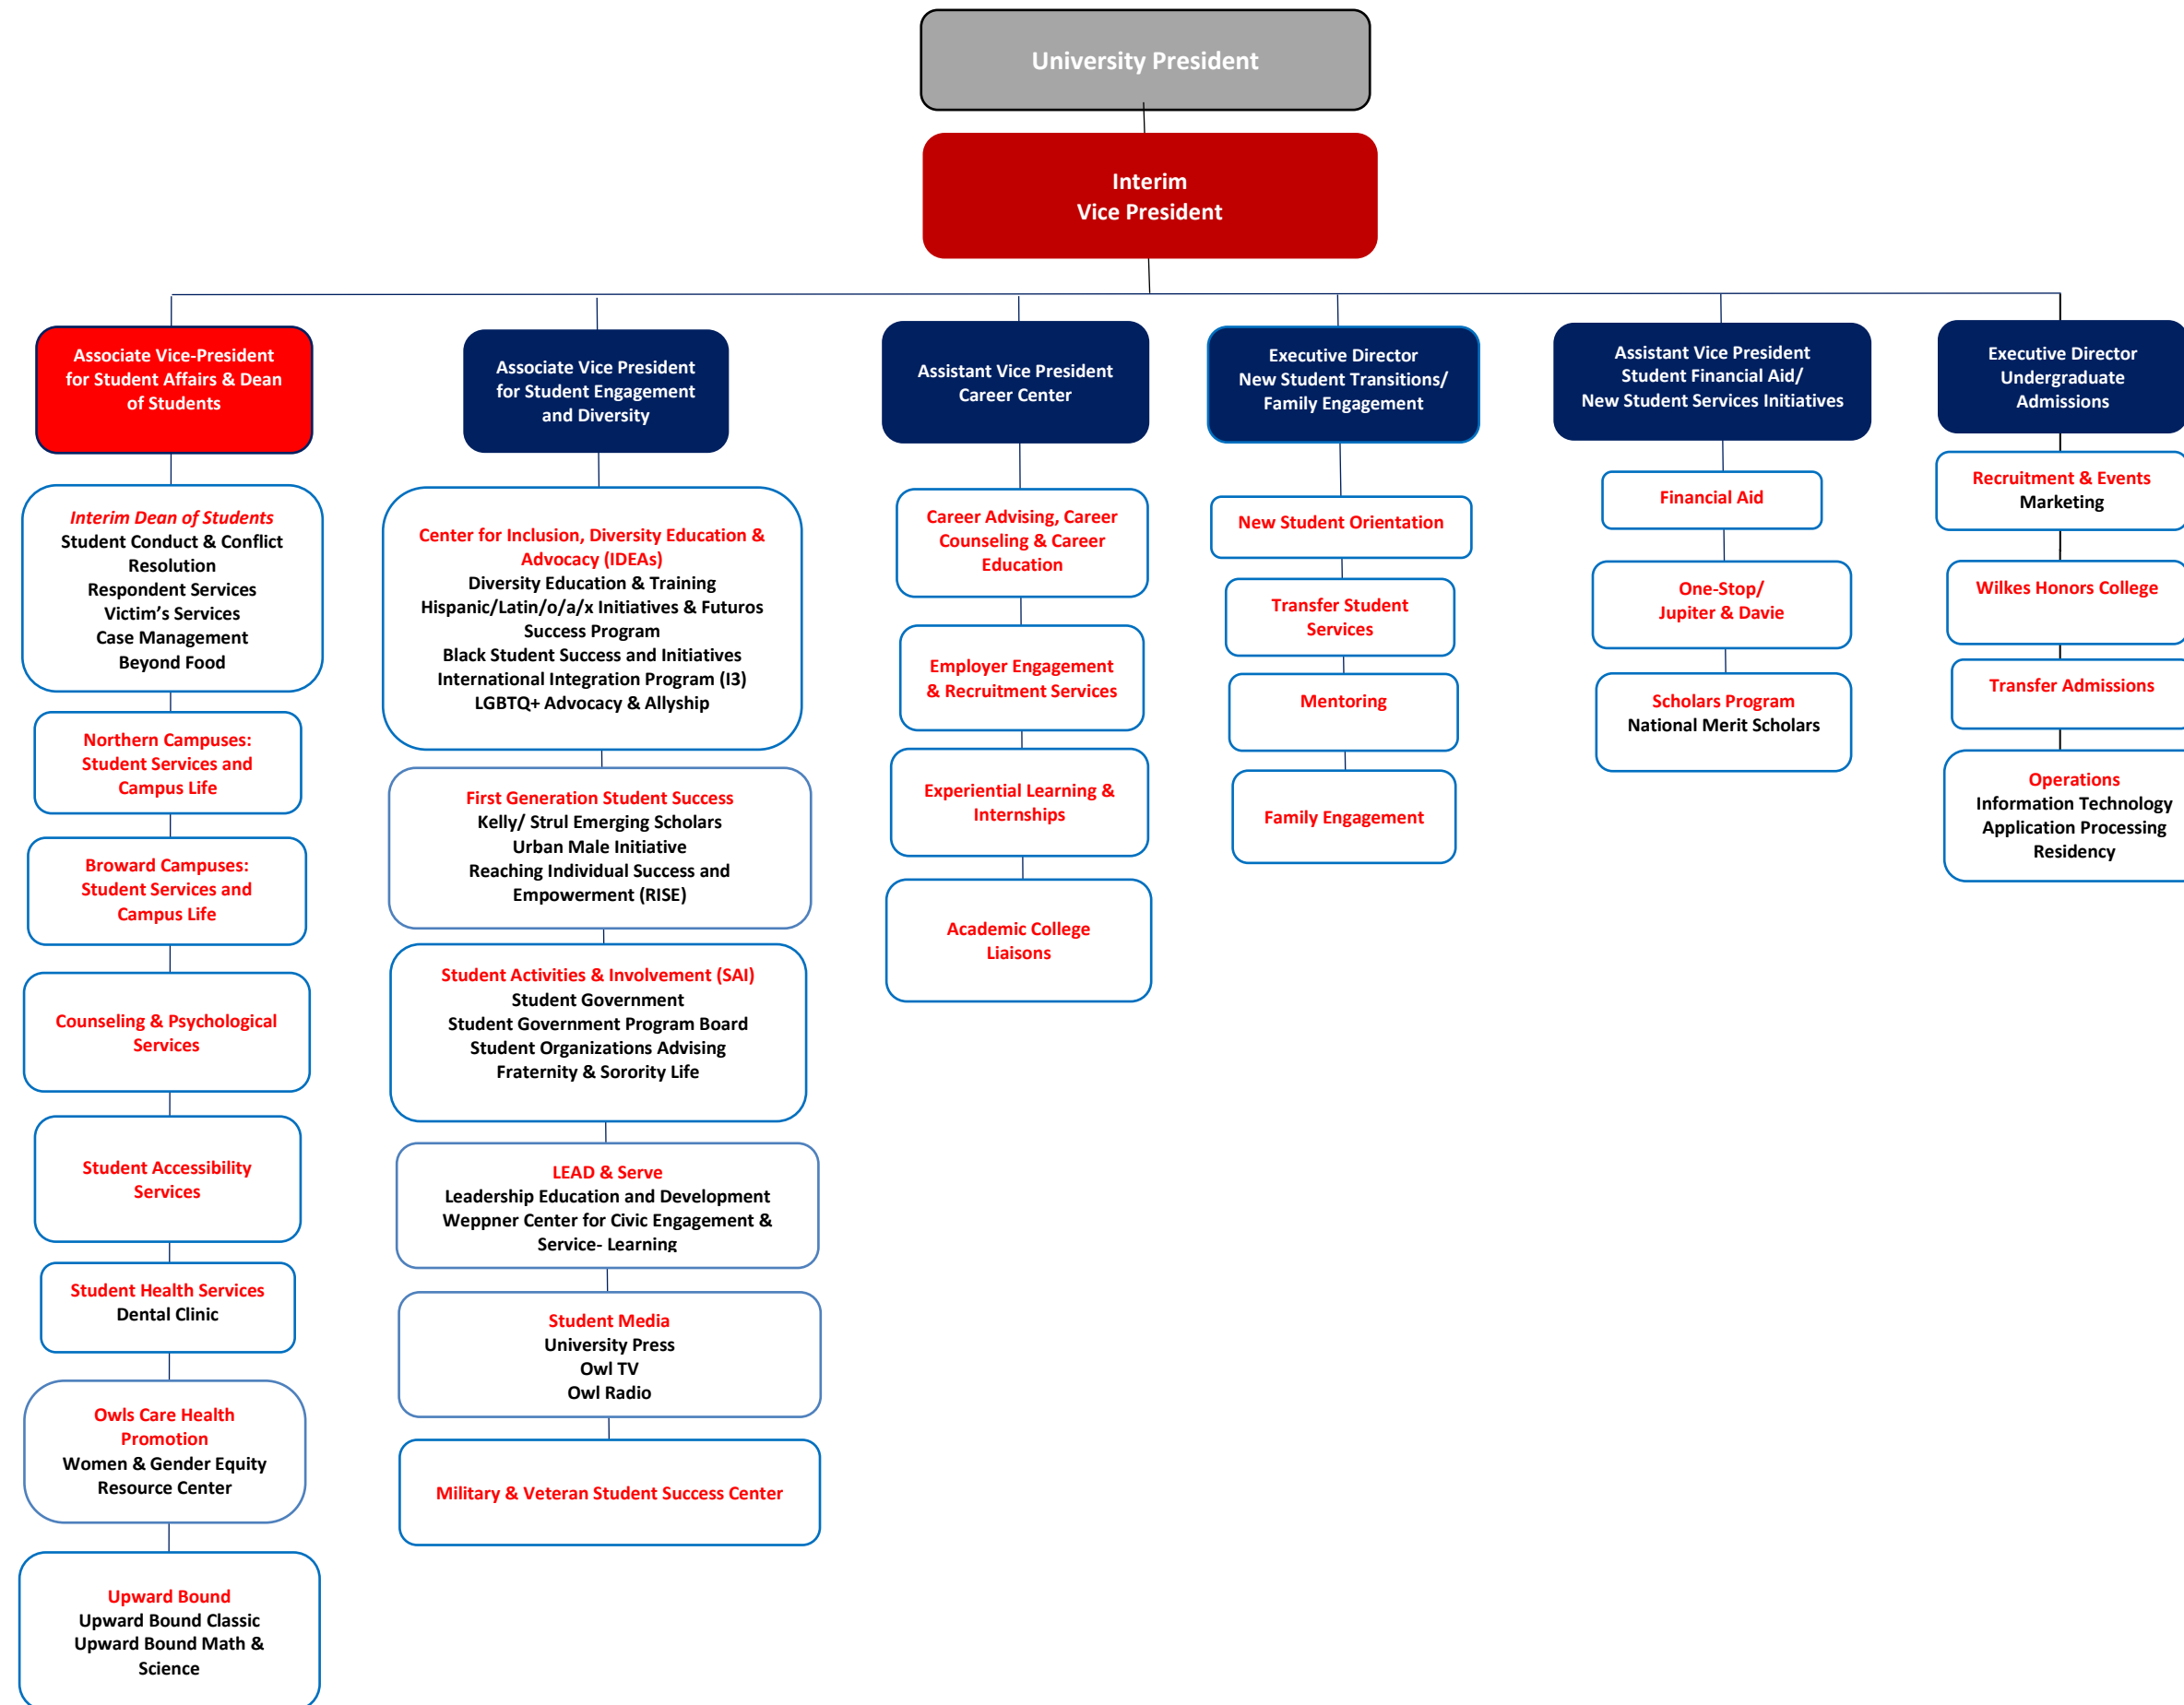 University President
Interim
Vice President
Associate Vice-President
for Student Affairs & Dean
of Students
Interim Dean of Students
Student Conduct & Conflict
Resolution
Respondent Services
Victim’s Services
Case Management
Beyond Food
Northern Campuses:
Student Services and
Campus Life
Broward Campuses:
Student Services and
Campus Life
Counseling & Psychological
Services
Student Accessibility
Services
Student Health Services
Dental Clinic
Owls Care Health
Promotion
Women & Gender Equity
Resource Center
Upward Bound
Upward Bound Classic
Upward Bound Math &
Science
Associate Vice President
for Student Engagement
and Diversity
Center for Inclusion, Diversity Education &
Advocacy (IDEAs)
Diversity Education & Training
Hispanic/Latin/o/a/x Initiatives & Futuros
Success Program
Black Student Success and Initiatives
International Integration Program (I3)
LGBTQ+ Advocacy & Allyship
First Generation Student Success
Kelly/ Strul Emerging Scholars
Urban Male Initiative
Reaching Individual Success and
Empowerment (RISE)
Student Activities & Involvement (SAI)
Student Government
Student Government Program Board
Student Organizations Advising
Fraternity & Sorority Life
LEAD & Serve
Leadership Education and Development
Weppner Center for Civic Engagement &
Service- Learning
Student Media
University Press
Owl TV
Owl Radio
Military & Veteran Student Success Center
Assistant Vice President
Career Center
Career Advising, Career
Counseling & Career
Education
Employer Engagement
& Recruitment Services
Experiential Learning &
Internships
Academic College
Liaisons
Executive Director
New Student Transitions/
Family Engagement
New Student Orientation
Transfer Student
Services
Mentoring
Family Engagement
Assistant Vice President
Student Financial Aid/
New Student Services Initiatives
Financial Aid
One-Stop/
Jupiter & Davie
Scholars Program
National Merit Scholars
Executive Director
Undergraduate
Admissions
Recruitment & Events
Marketing
Wilkes Honors College
Transfer Admissions
Operations
Information Technology
Application Processing
Residency